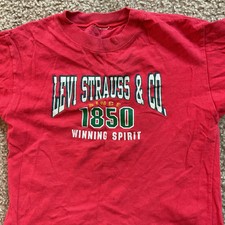 LEVI STRAUSS & CO.
SINCE
1850
WINNING SPIRIT